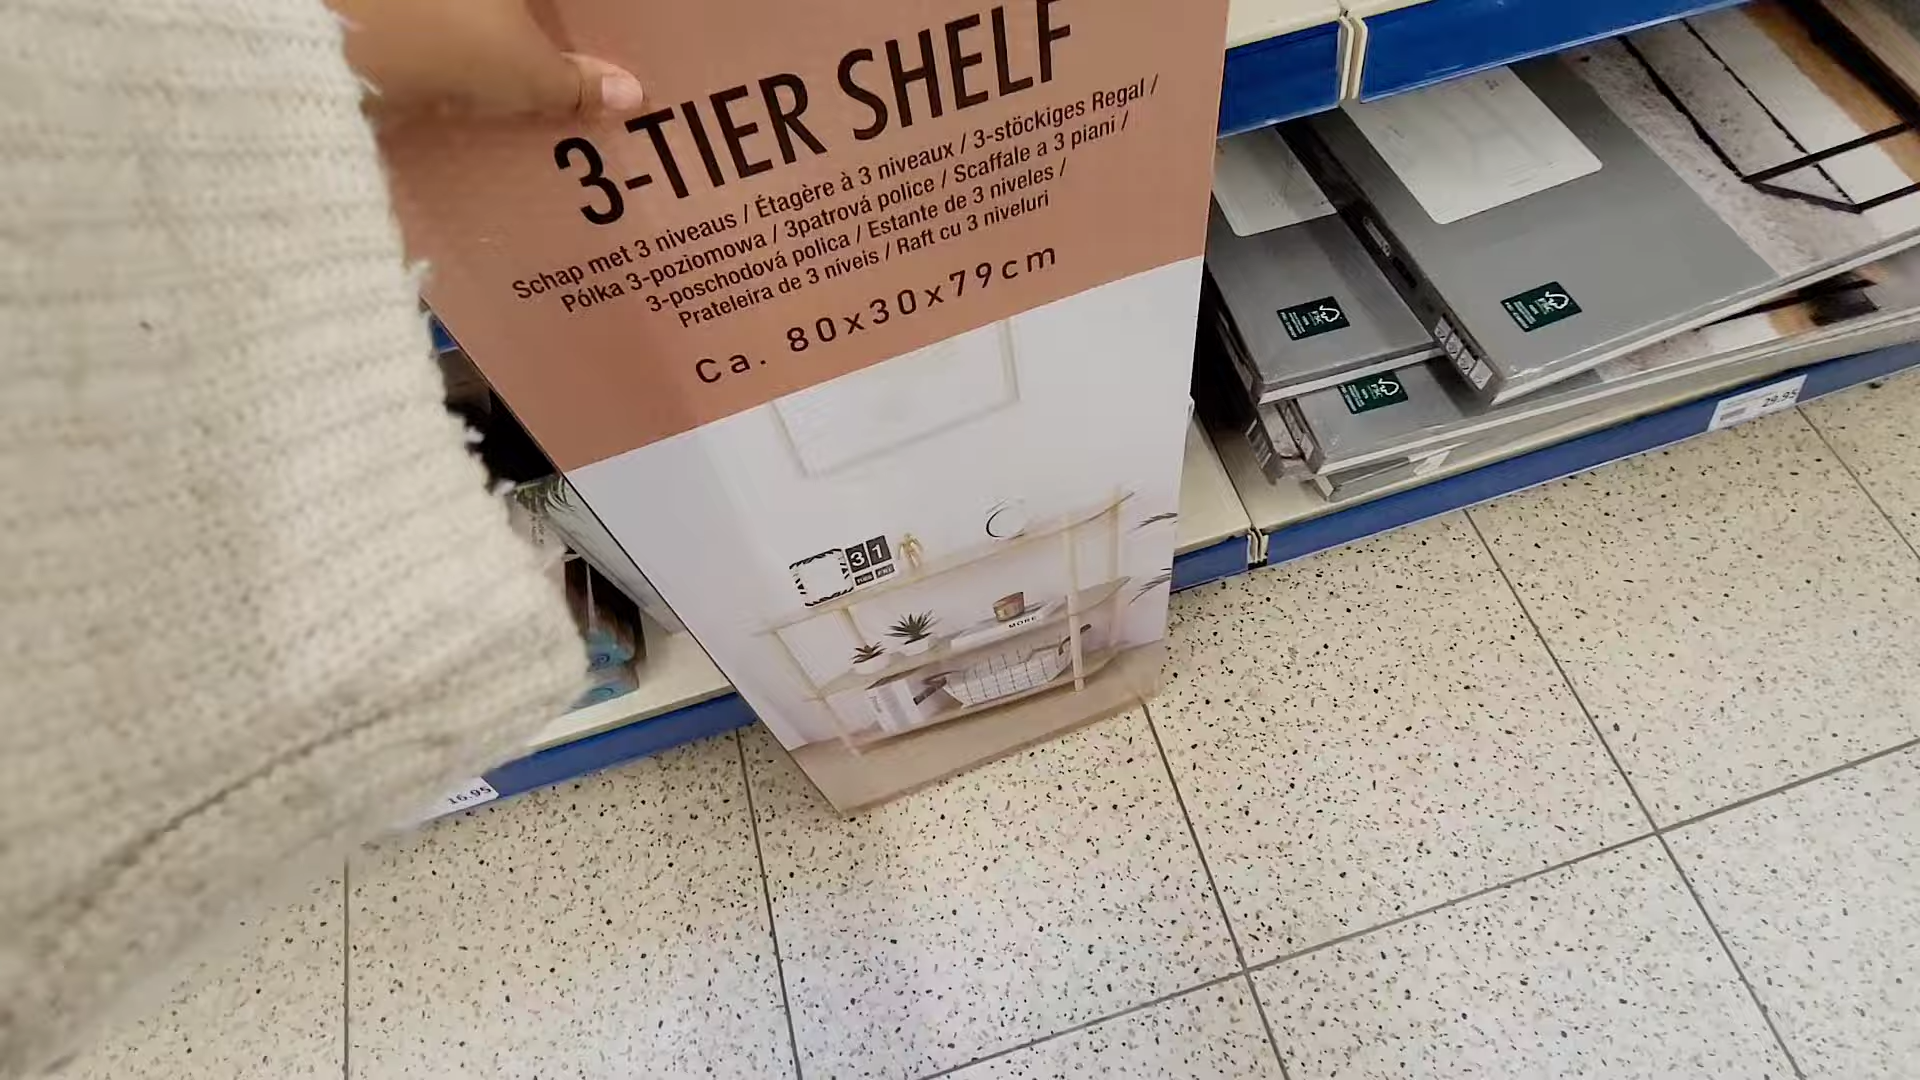 3-TIER SHELF
Schap met 3 niveaus / Étagère à 3 niveaux / 3-stöckiges Regal /
Półka 3-poziomowa / 3patrová police / Scaffale a 3 piani /
3-poschodová polica / Estante de 3 niveles /
Prateleira de 3 níveis / Raft cu 3 niveluri
Ca. 80x30x79cm
31
MORE
29.95
16.95